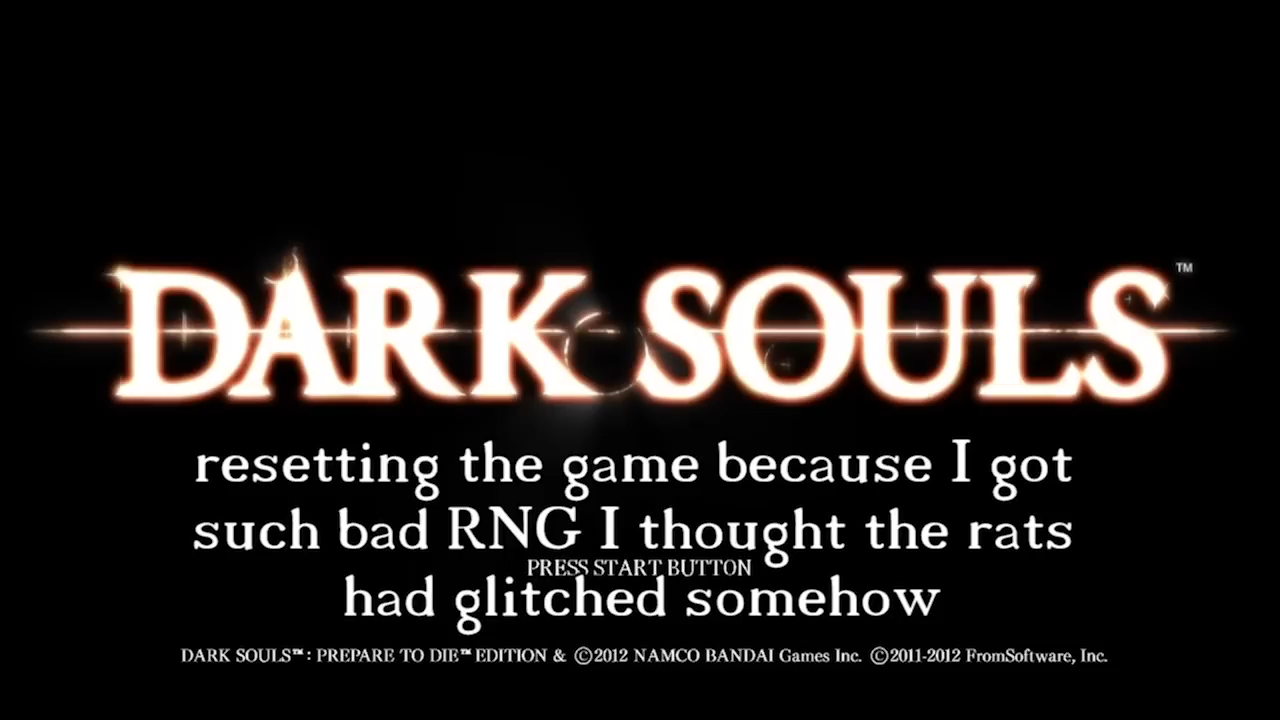 DARK SOULS™
resetting the game because I got
such bad RNG I thought the rats
PRESS START BUTTON
had glitched somehow
DARK SOULS™: PREPARE TO DIE™ EDITION & ©2012 NAMCO BANDAI Games Inc. ©2011-2012 FromSoftware, Inc.